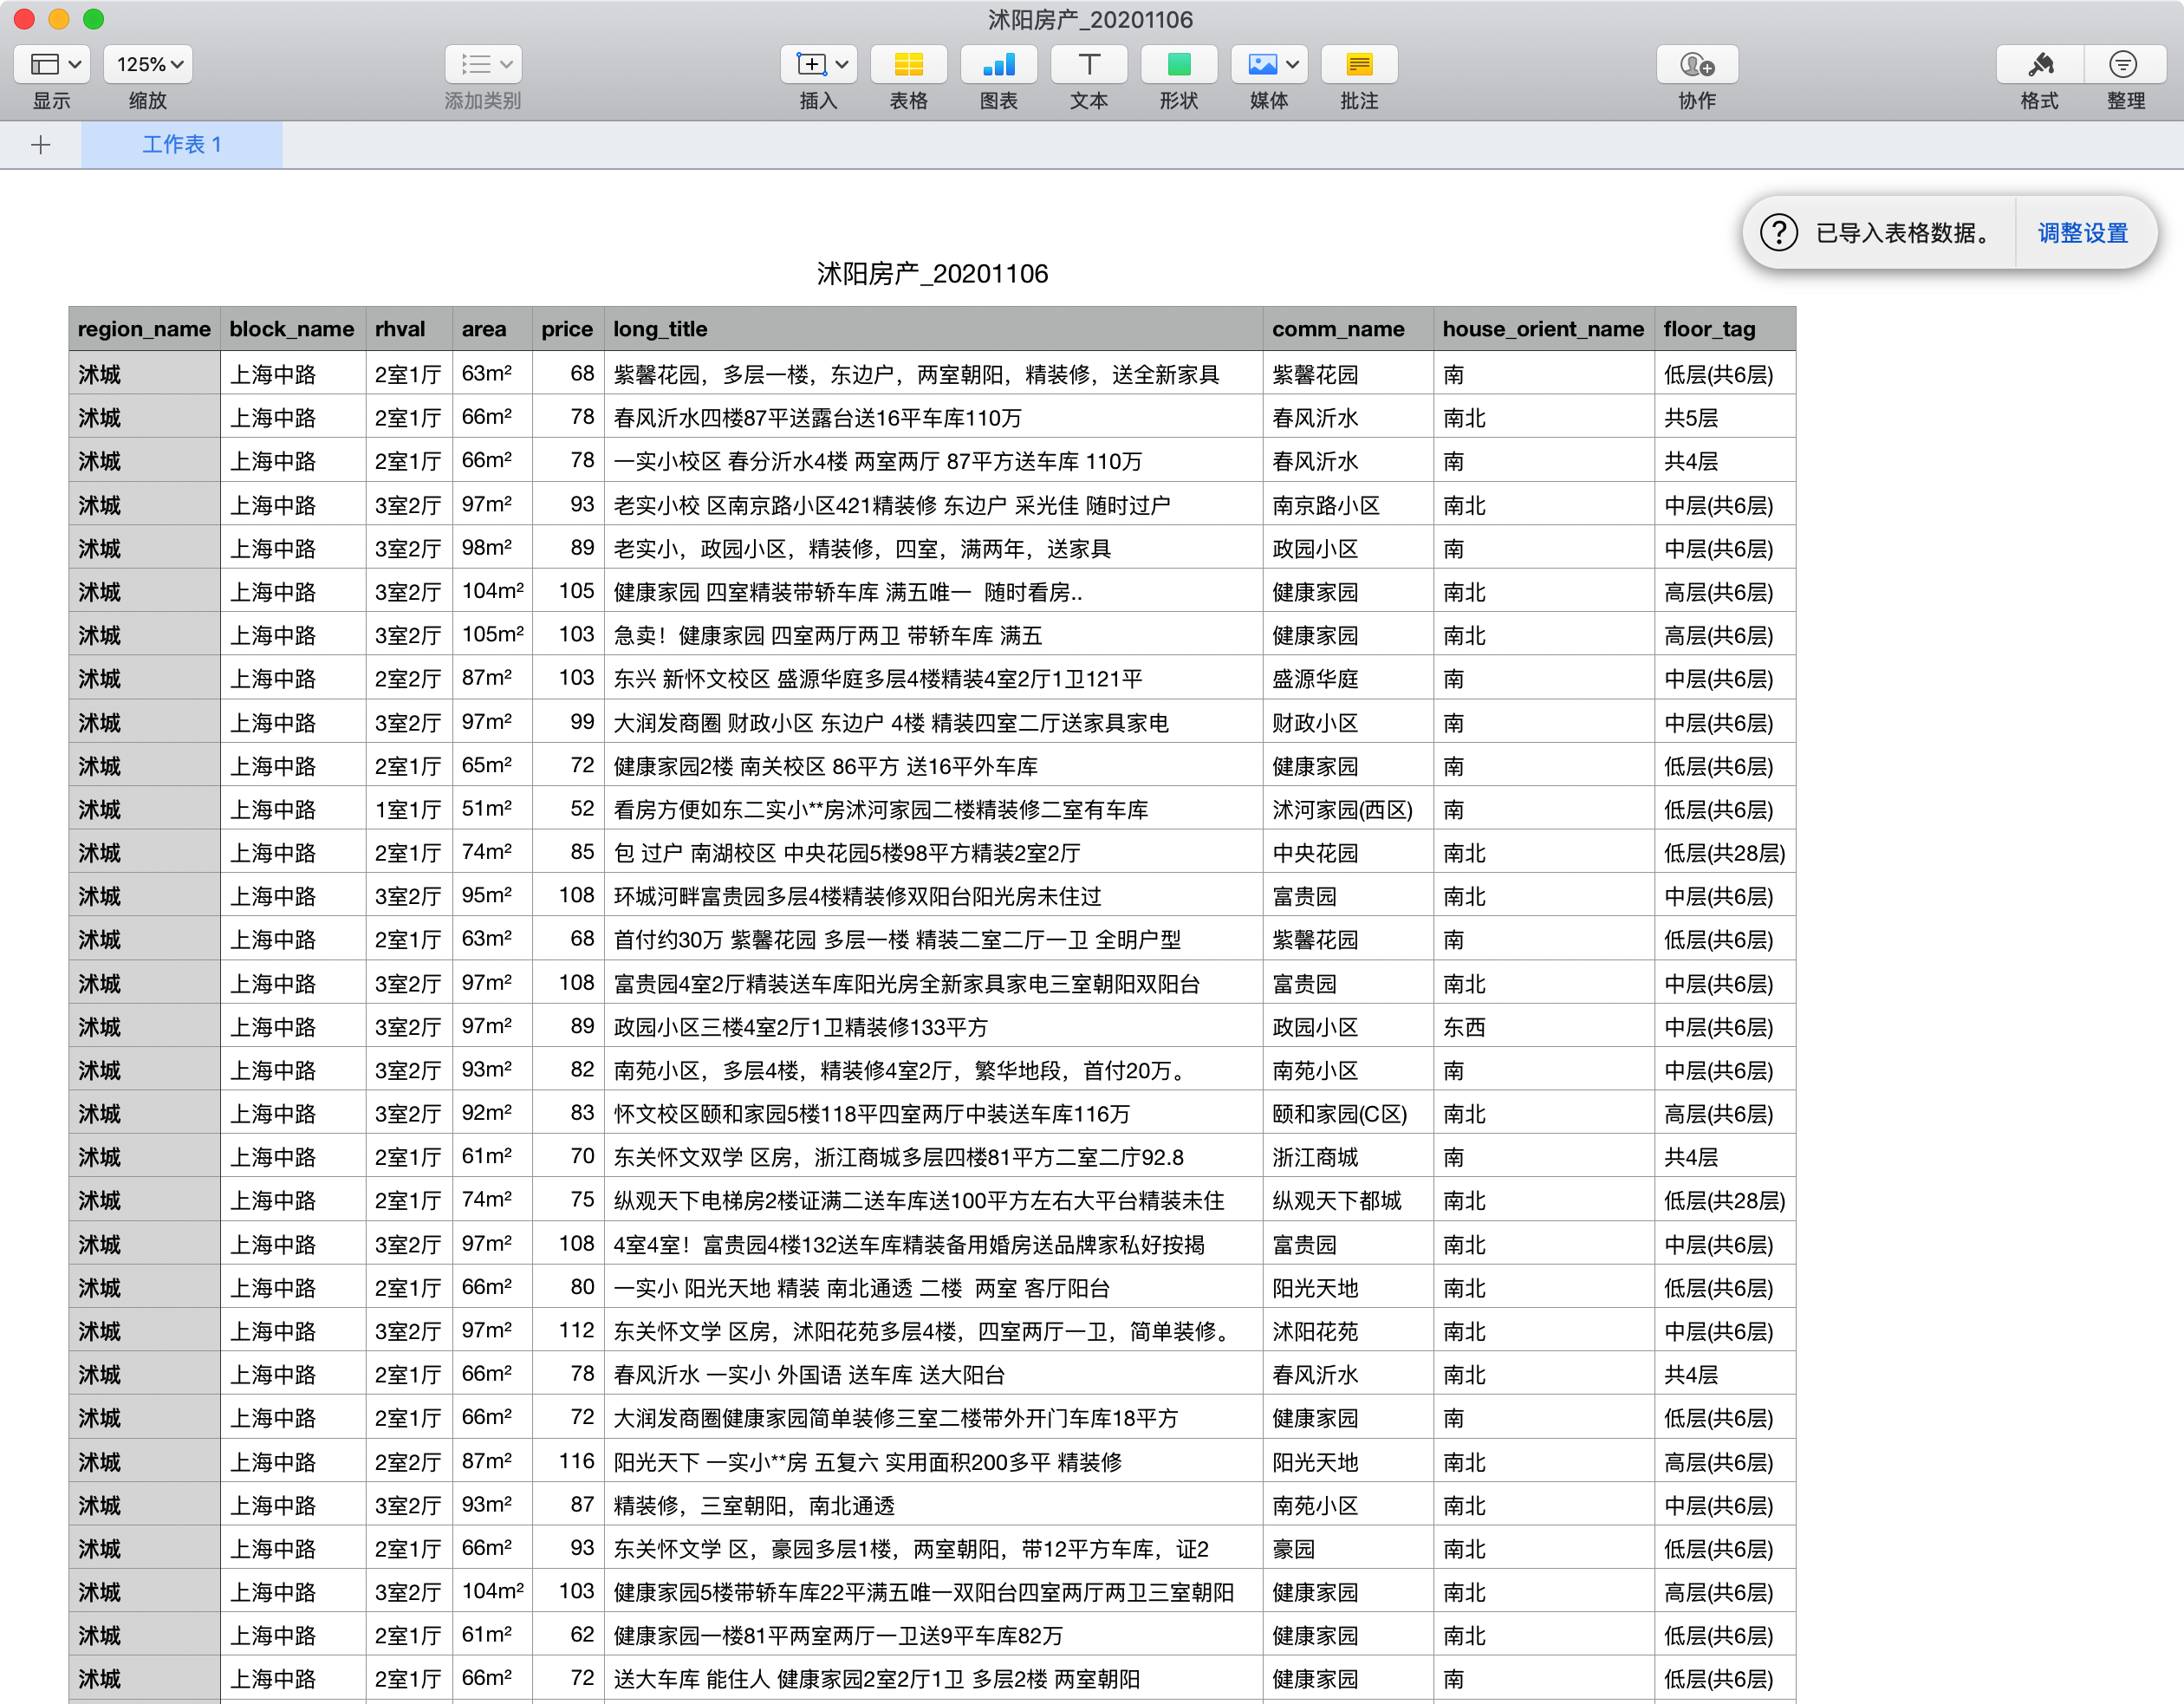 沭阳房产_20201106
125%
显示 缩放 添加类别 插入 表格 图表 文本 形状 媒体 批注 协作 格式 整理
工作表 1
已导入表格数据。 调整设置
沭阳房产_20201106
region_name block_name rhval area price long_title comm_name house_orient_name floor_tag
沭城 上海中路 2室1厅 63m² 68 紫馨花园，多层一楼，东边户，两室朝阳，精装修，送全新家具 紫馨花园 南 低层(共6层)
沭城 上海中路 2室1厅 66m² 78 春风沂水四楼87平送露台送16平车库110万 春风沂水 南北 共5层
沭城 上海中路 2室1厅 66m² 78 一实小校区 春分沂水4楼 两室两厅 87平方送车库 110万 春风沂水 南 共4层
沭城 上海中路 3室2厅 97m² 93 老实小校 区南京路小区421精装修 东边户 采光佳 随时过户 南京路小区 南北 中层(共6层)
沭城 上海中路 3室2厅 98m² 89 老实小，政园小区，精装修，四室，满两年，送家具 政园小区 南 中层(共6层)
沭城 上海中路 3室2厅 104m² 105 健康家园 四室精装带轿车库 满五唯一 随时看房.. 健康家园 南北 高层(共6层)
沭城 上海中路 3室2厅 105m² 103 急卖！健康家园 四室两厅两卫 带轿车库 满五 健康家园 南北 高层(共6层)
沭城 上海中路 2室2厅 87m² 103 东兴 新怀文校区 盛源华庭多层4楼精装4室2厅1卫121平 盛源华庭 南 中层(共6层)
沭城 上海中路 3室2厅 97m² 99 大润发商圈 财政小区 东边户 4楼 精装四室二厅送家具家电 财政小区 南 中层(共6层)
沭城 上海中路 2室1厅 65m² 72 健康家园2楼 南关校区 86平方 送16平外车库 健康家园 南 低层(共6层)
沭城 上海中路 1室1厅 51m² 52 看房方便如东二实小**房沭河家园二楼精装修二室有车库 沭河家园(西区) 南 低层(共6层)
沭城 上海中路 2室1厅 74m² 85 包 过户 南湖校区 中央花园5楼98平方精装2室2厅 中央花园 南北 低层(共28层)
沭城 上海中路 3室2厅 95m² 108 环城河畔富贵园多层4楼精装修双阳台阳光房未住过 富贵园 南北 中层(共6层)
沭城 上海中路 2室1厅 63m² 68 首付约30万 紫馨花园 多层一楼 精装二室二厅一卫 全明户型 紫馨花园 南 低层(共6层)
沭城 上海中路 3室2厅 97m² 108 富贵园4室2厅精装送车库阳光房全新家具家电三室朝阳双阳台 富贵园 南北 中层(共6层)
沭城 上海中路 3室2厅 97m² 89 政园小区三楼4室2厅1卫精装修133平方 政园小区 东西 中层(共6层)
沭城 上海中路 3室2厅 93m² 82 南苑小区，多层4楼，精装修4室2厅，繁华地段，首付20万。 南苑小区 南 中层(共6层)
沭城 上海中路 3室2厅 92m² 83 怀文校区颐和家园5楼118平四室两厅中装送车库116万 颐和家园(C区) 南北 高层(共6层)
沭城 上海中路 2室1厅 61m² 70 东关怀文双学 区房，浙江商城多层四楼81平方二室二庁92.8 浙江商城 南 共4层
沭城 上海中路 2室1厅 74m² 75 纵观天下电梯房2楼证满二送车库送100平方左右大平台精装未住 纵观天下都城 南北 低层(共28层)
沭城 上海中路 3室2厅 97m² 108 4室4室！富贵园4楼132送车库精装备用婚房送品牌家私好按揭 富贵园 南北 中层(共6层)
沭城 上海中路 2室1厅 66m² 80 一实小 阳光天地 精装 南北通透 二楼 两室 客厅阳台 阳光天地 南北 低层(共6层)
沭城 上海中路 3室2厅 97m² 112 东关怀文学 区房，沭阳花苑多层4楼，四室两厅一卫，简单装修。 沭阳花苑 南北 中层(共6层)
沭城 上海中路 2室1厅 66m² 78 春风沂水 一实小 外国语 送车库 送大阳台 春风沂水 南北 共4层
沭城 上海中路 2室1厅 66m² 72 大润发商圈健康家园简单装修三室二楼带外开门车库18平方 健康家园 南 低层(共6层)
沭城 上海中路 2室2厅 87m² 116 阳光天下 一实小**房 五复六 实用面积200多平 精装修 阳光天地 南北 高层(共6层)
沭城 上海中路 3室2厅 93m² 87 精装修，三室朝阳，南北通透 南苑小区 南北 中层(共6层)
沭城 上海中路 2室1厅 66m² 93 东关怀文学 区，豪园多层1楼，两室朝阳，带12平方车库，证2 豪园 南北 低层(共6层)
沭城 上海中路 3室2厅 104m² 103 健康家园5楼带轿车库22平满五唯一双阳台四室两厅两卫三室朝阳 健康家园 南北 高层(共6层)
沭城 上海中路 2室1厅 61m² 62 健康家园一楼81平两室两厅一卫送9平车库82万 健康家园 南北 低层(共6层)
沭城 上海中路 2室1厅 66m² 72 送大车库 能住人 健康家园2室2厅1卫 多层2楼 两室朝阳 健康家园 南 低层(共6层)